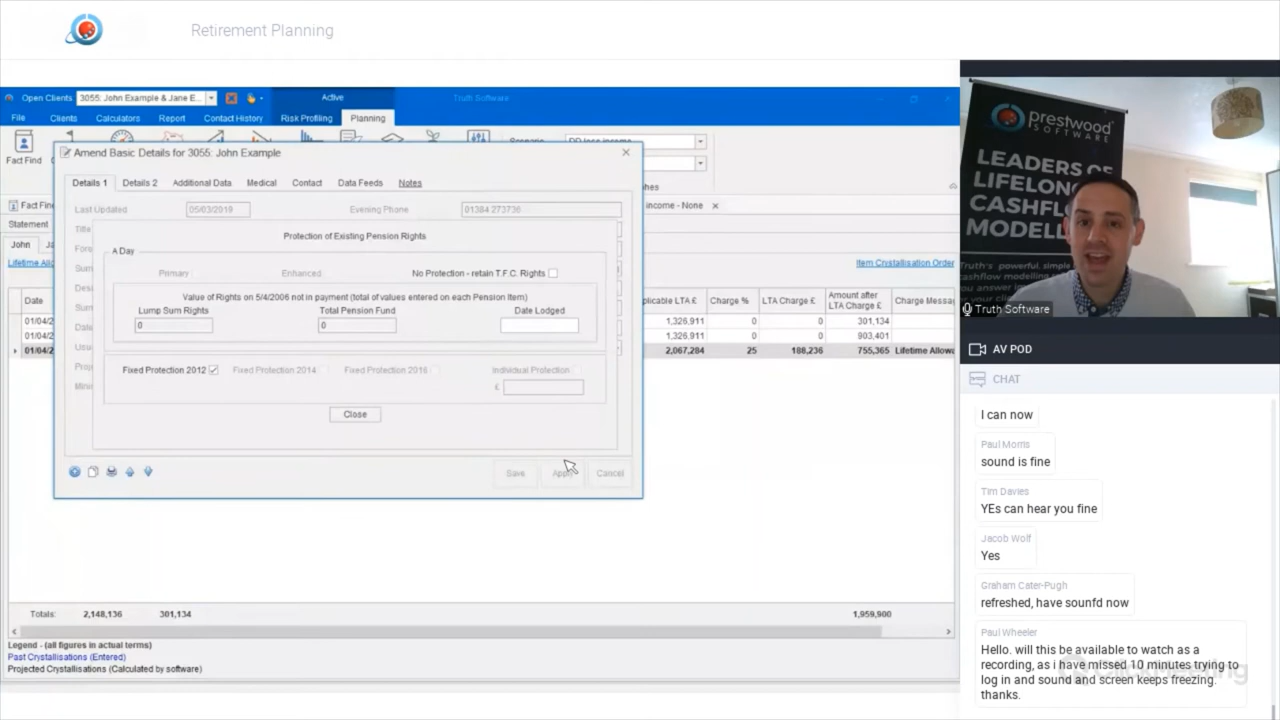 Retirement Planning
Open Clients 3055: John Example & Jane E...
Active
Truth Software
File Clients Calculators Report Contact History Risk Profiling Planning
Fact Find
Amend Basic Details for 3055: John Example
Details 1 Details 2 Additional Data Medical Contact Data Feeds Notes
Last Updated 05/03/2019 Evening Phone 01384 273736
Protection of Existing Pension Rights
A Day
Primary Enhanced No Protection - retain T.F.C. Rights
Value of Rights on 5/4/2006 not in payment (total of values entered on each Pension Item)
Lump Sum Rights Total Pension Fund Date Lodged
0 0
Fixed Protection 2012 Fixed Protection 2014 Fixed Protection 2016 Individual Protection
£
Close
Save Apply Cancel
income - None
Statement
John
Item Crystallisation Order
Date
plicable LTA £ Charge % LTA Charge £ Amount after LTA Charge £ Charge Messag
01/04/2 1,326,911 0 0 301,134
01/04/2 1,326,911 0 0 903,401
01/04/2 2,067,284 25 188,236 755,365 Lifetime Allow
Totals: 2,148,136 301,134 1,959,900
Legend - (all figures in actual terms)
Past Crystallisations (Entered)
Projected Crystallisations (Calculated by software)
prestwood
SOFTWARE
LEADERS OF
LIFELON
CASHFL
MODELL
Truth Software
AV POD
CHAT
I can now
Paul Morris
sound is fine
Tim Davies
YEs can hear you fine
Jacob Wolf
Yes
Graham Cater-Pugh
refreshed, have sounfd now
Paul Wheeler
Hello. will this be available to watch as a
recording, as i have missed 10 minutes trying to
log in and sound and screen keeps freezing.
thanks.